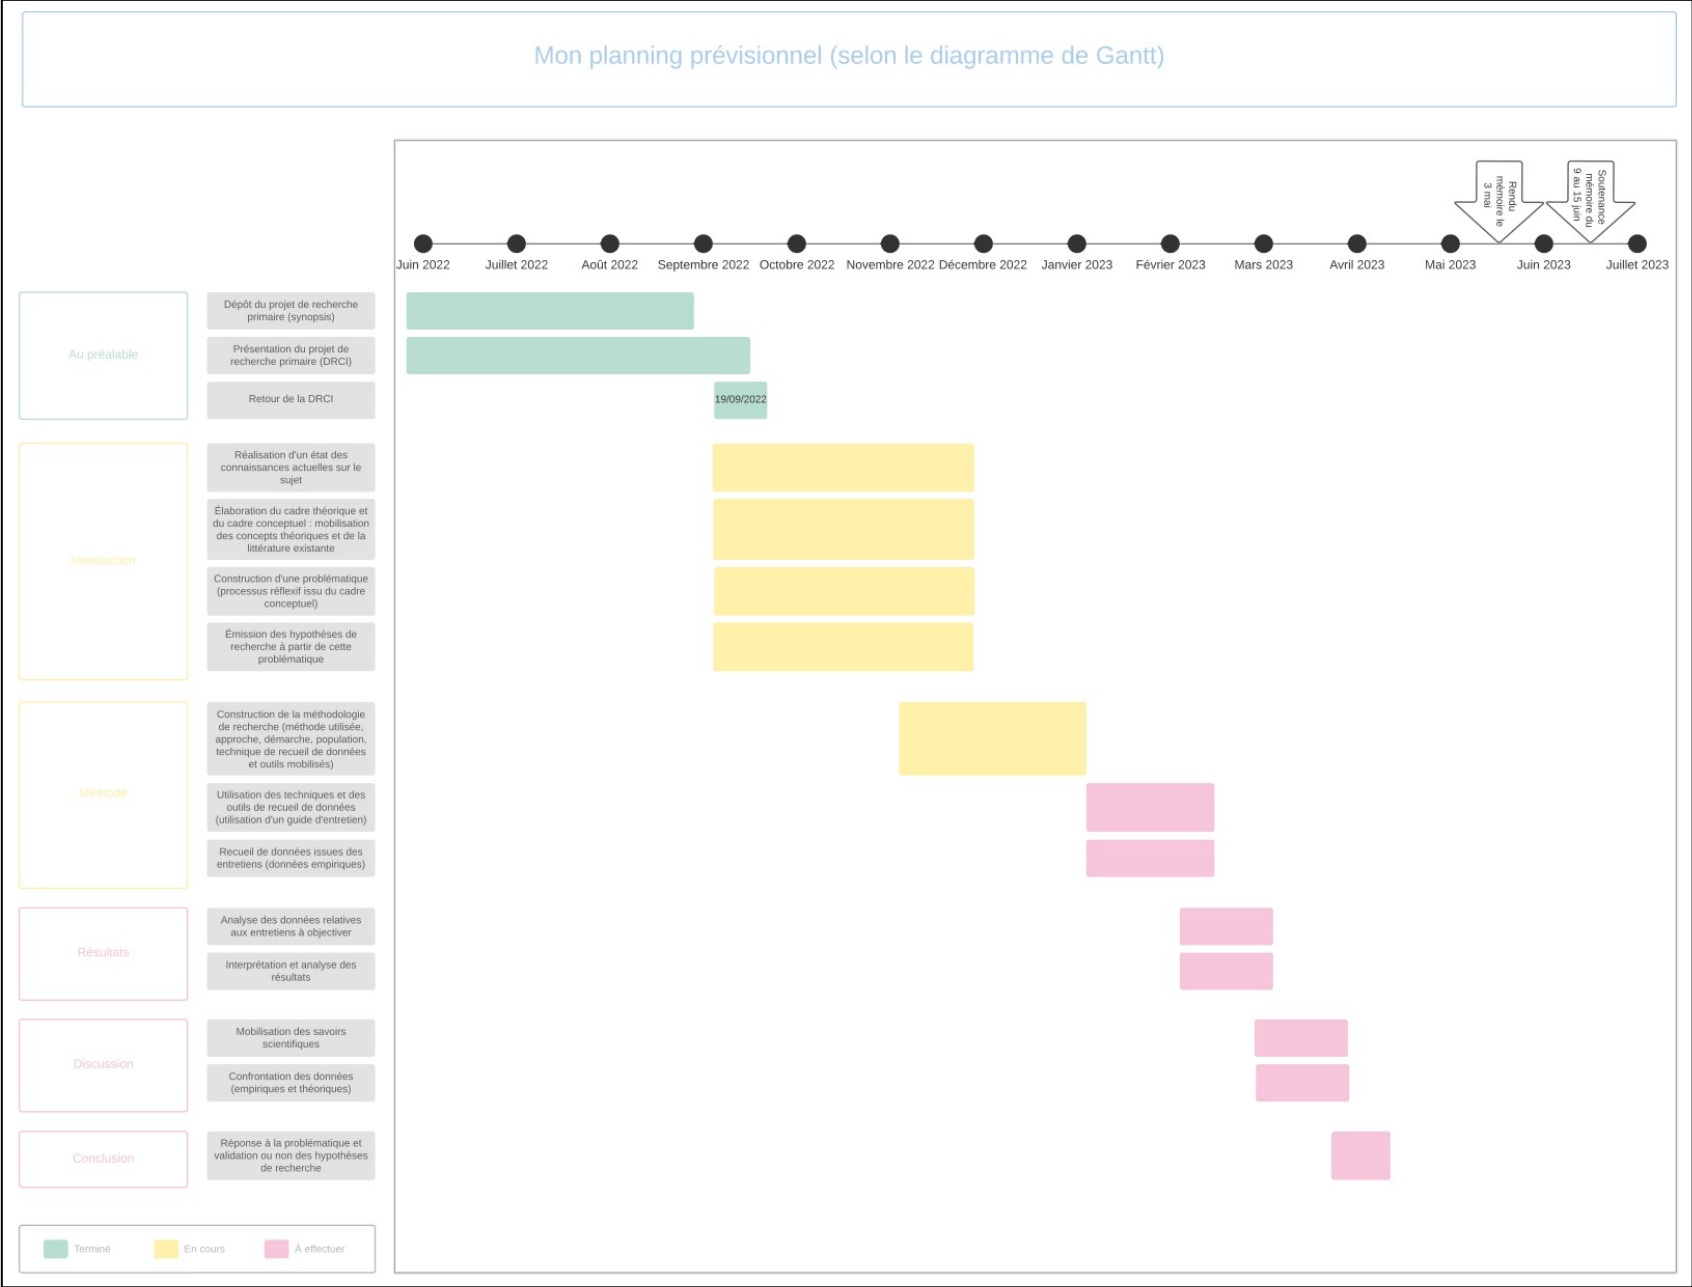 Mon planning prévisionnel (selon le diagramme de Gantt)
Rendu
mémoire le
3 mai
Soutenance
mémoire du
9 au 15 juin
Juin 2022
Juillet 2022
Août 2022
Septembre 2022
Octobre 2022
Novembre 2022
Décembre 2022
Janvier 2023
Février 2023
Mars 2023
Avril 2023
Mai 2023
Juin 2023
Juillet 2023
Au préalable
Dépôt du projet de recherche
primaire (synopsis)
Présentation du projet de
recherche primaire (DRCI)
Retour de la DRCI
19/09/2022
Introduction
Réalisation d'un état des
connaissances actuelles sur le
sujet
Élaboration du cadre théorique et
du cadre conceptuel : mobilisation
des concepts théoriques et de la
littérature existante
Construction d'une problématique
(processus réflexif issu du cadre
conceptuel)
Émission des hypothèses de
recherche à partir de cette
problématique
Méthode
Construction de la méthodologie
de recherche (méthode utilisée,
approche, démarche, population,
technique de recueil de données
et outils mobilisés)
Utilisation des techniques et des
outils de recueil de données
(utilisation d'un guide d'entretien)
Recueil de données issues des
entretiens (données empiriques)
Résultats
Analyse des données relatives
aux entretiens à objectiver
Interprétation et analyse des
résultats
Discussion
Mobilisation des savoirs
scientifiques
Confrontation des données
(empiriques et théoriques)
Conclusion
Réponse à la problématique et
validation ou non des hypothèses
de recherche
Terminé
En cours
À effectuer